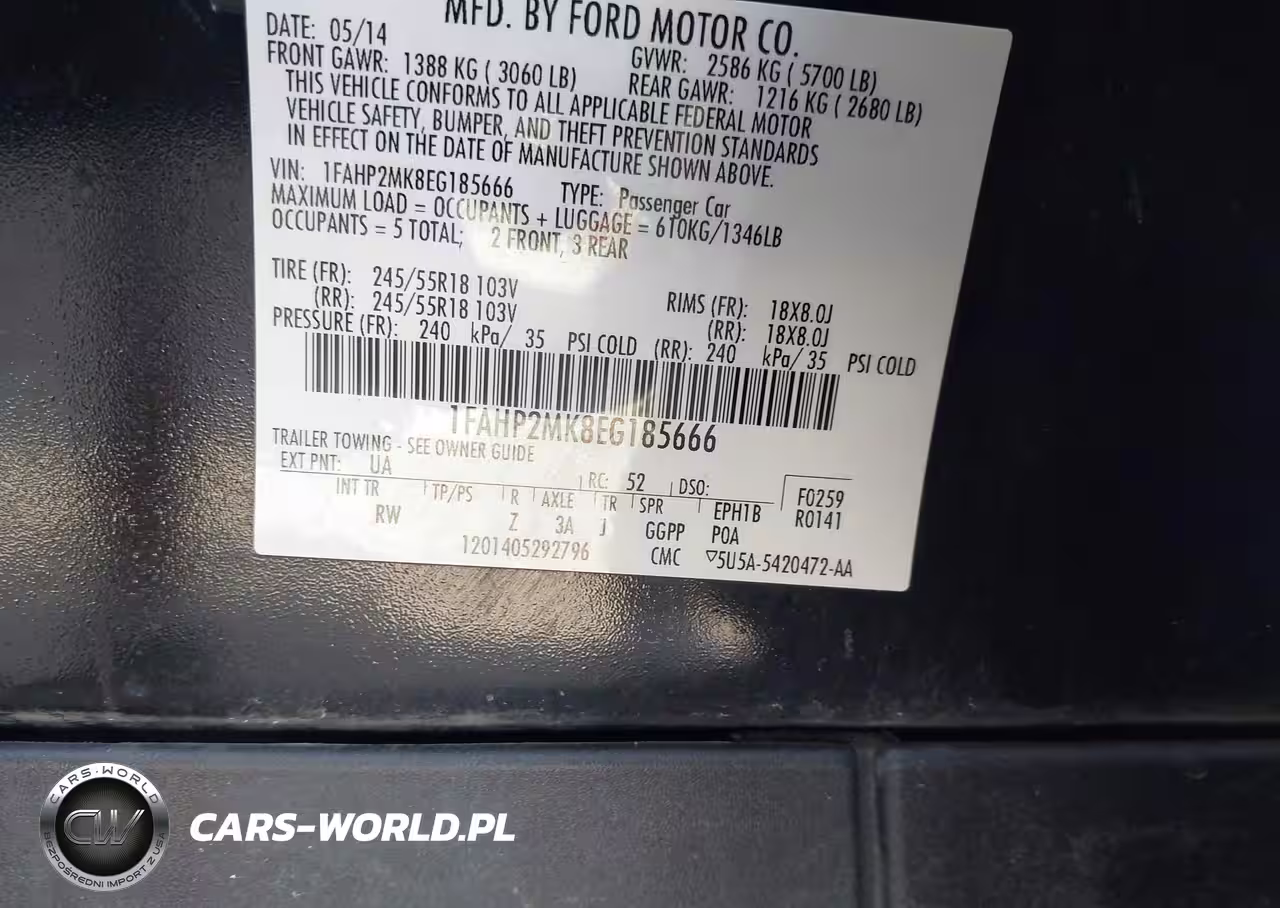 MFD. BY FORD MOTOR CO.
DATE: 05/14
GVWR: 2586 KG ( 5700 LB)
FRONT GAWR: 1388 KG ( 3060 LB)
REAR GAWR: 1216 KG ( 2680 LB)
THIS VEHICLE CONFORMS TO ALL APPLICABLE FEDERAL MOTOR
VEHICLE SAFETY, BUMPER, AND THEFT PREVENTION STANDARDS
IN EFFECT ON THE DATE OF MANUFACTURE SHOWN ABOVE.
VIN: 1FAHP2MK8EG185666 TYPE: Passenger Car
MAXIMUM LOAD = OCCUPANTS + LUGGAGE = 610KG/1346LB
OCCUPANTS = 5 TOTAL; 2 FRONT, 3 REAR
TIRE (FR): 245/55R18 103V RIMS (FR): 18X8.0J
(RR): 245/55R18 103V (RR): 18X8.0J
PRESSURE (FR): 240 kPa/ 35 PSI COLD (RR): 240 kPa/ 35 PSI COLD
1FAHP2MK8EG185666
TRAILER TOWING - SEE OWNER GUIDE
EXT PNT: UA RC: 52 DSO: F0259
INT TR TP/PS R AXLE TR SPR EPH1B R0141
RW Z 3A J GGPP POA
1201405292796 CMC ▽5U5A-5420472-AA
CARS-WORLD
CW
BEZPOŚREDNI IMPORT Z USA
CARS-WORLD.PL